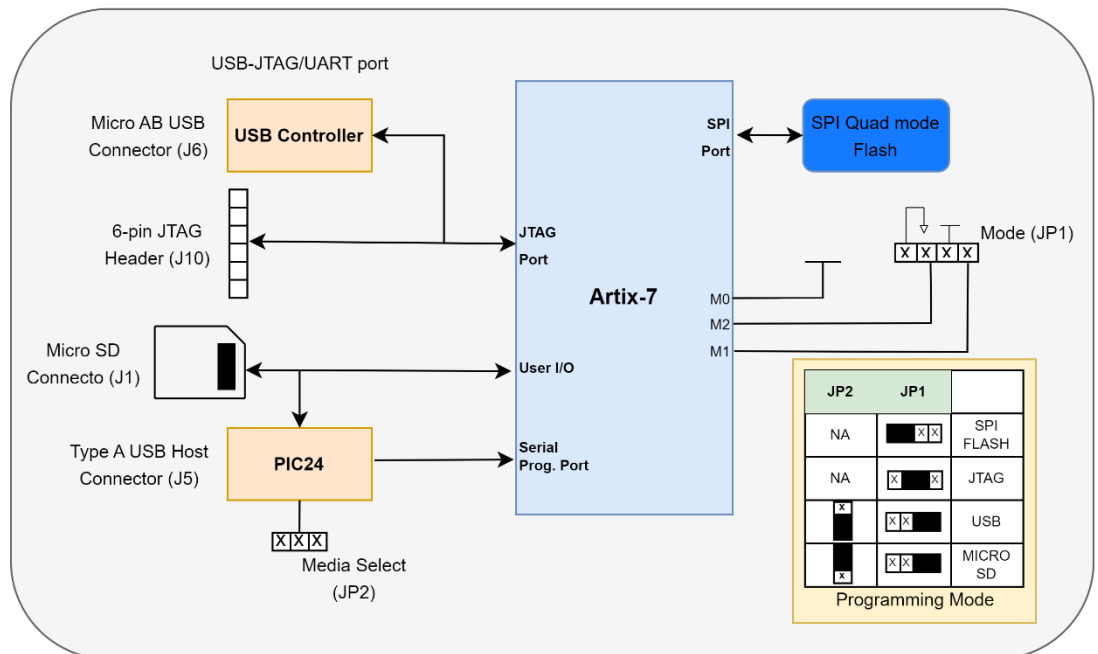 USB-JTAG/UART port
Micro AB USB
Connector (J6)
USB Controller
6-pin JTAG
Header (J10)
Micro SD
Connecto (J1)
Type A USB Host
Connector (J5)
PIC24
X X X
Media Select
(JP2)
Artix-7
JTAG
Port
User I/O
Serial
Prog. Port
SPI
Port
M0
M2
M1
SPI Quad mode
Flash
Mode (JP1)
X X X X
JP2 JP1
NA X X SPI
FLASH
NA X X JTAG
X X X USB
X X X MICRO
SD
Programming Mode